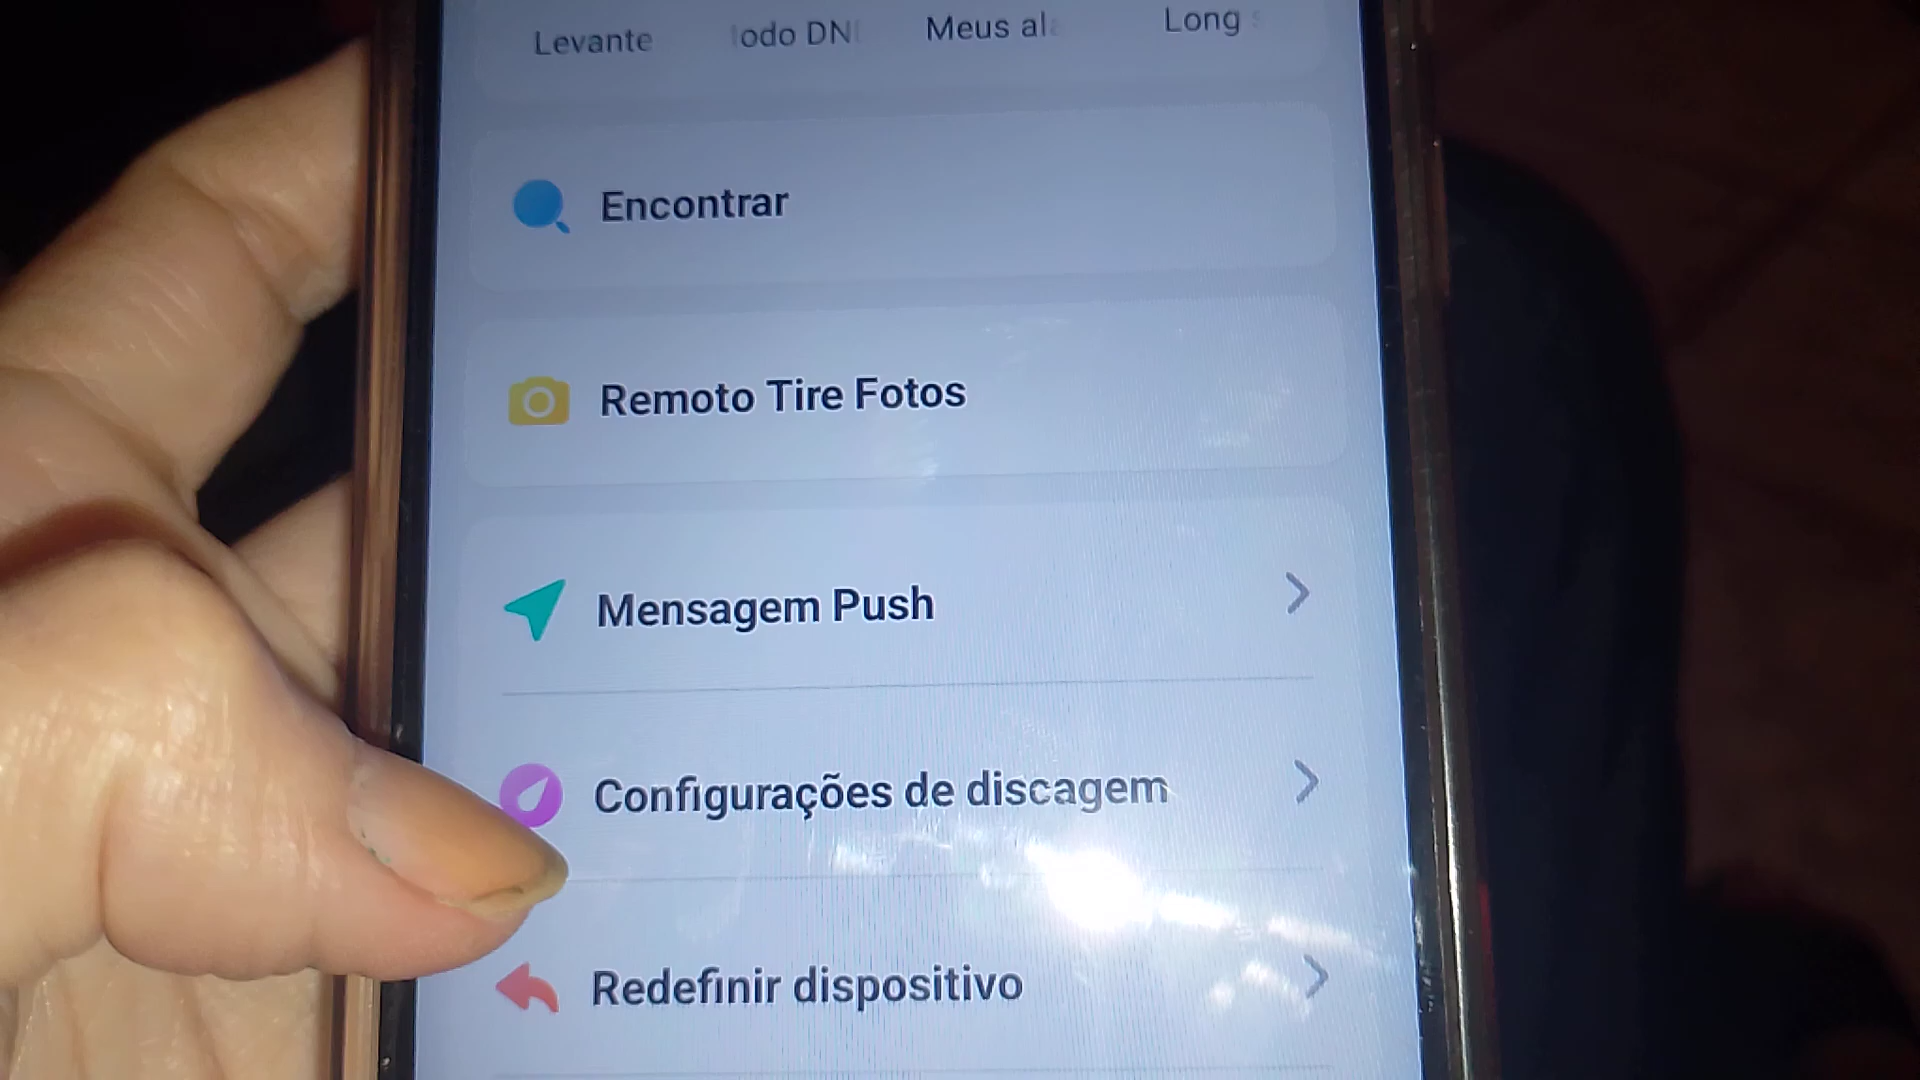 Levante
odo DN
Meus al
Long
Encontrar
Remoto Tire Fotos
Mensagem Push
Configurações de discagem
Redefinir dispositivo